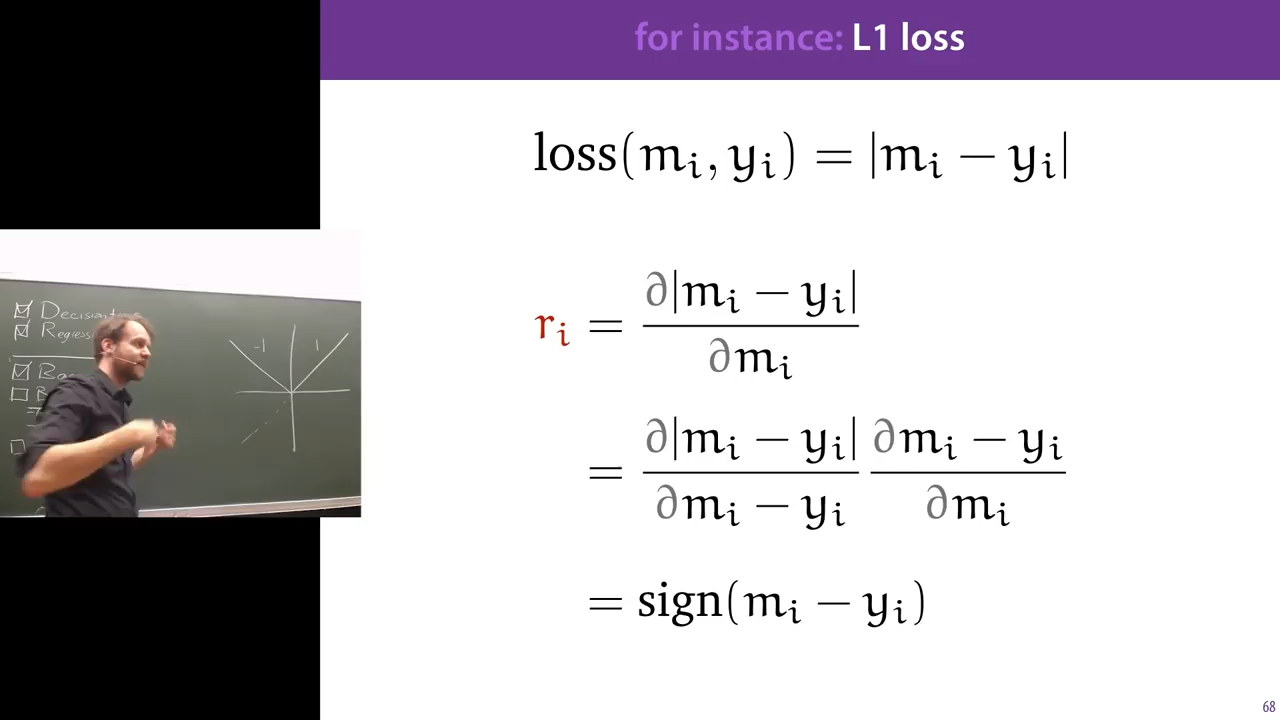 for instance: L1 loss
loss(mᵢ, yᵢ) = |mᵢ − yᵢ|
rᵢ = ∂|mᵢ − yᵢ| / ∂mᵢ
= ∂|mᵢ − yᵢ| / ∂mᵢ − yᵢ ∂mᵢ − yᵢ / ∂mᵢ
= sign(mᵢ − yᵢ)
-1 1
68